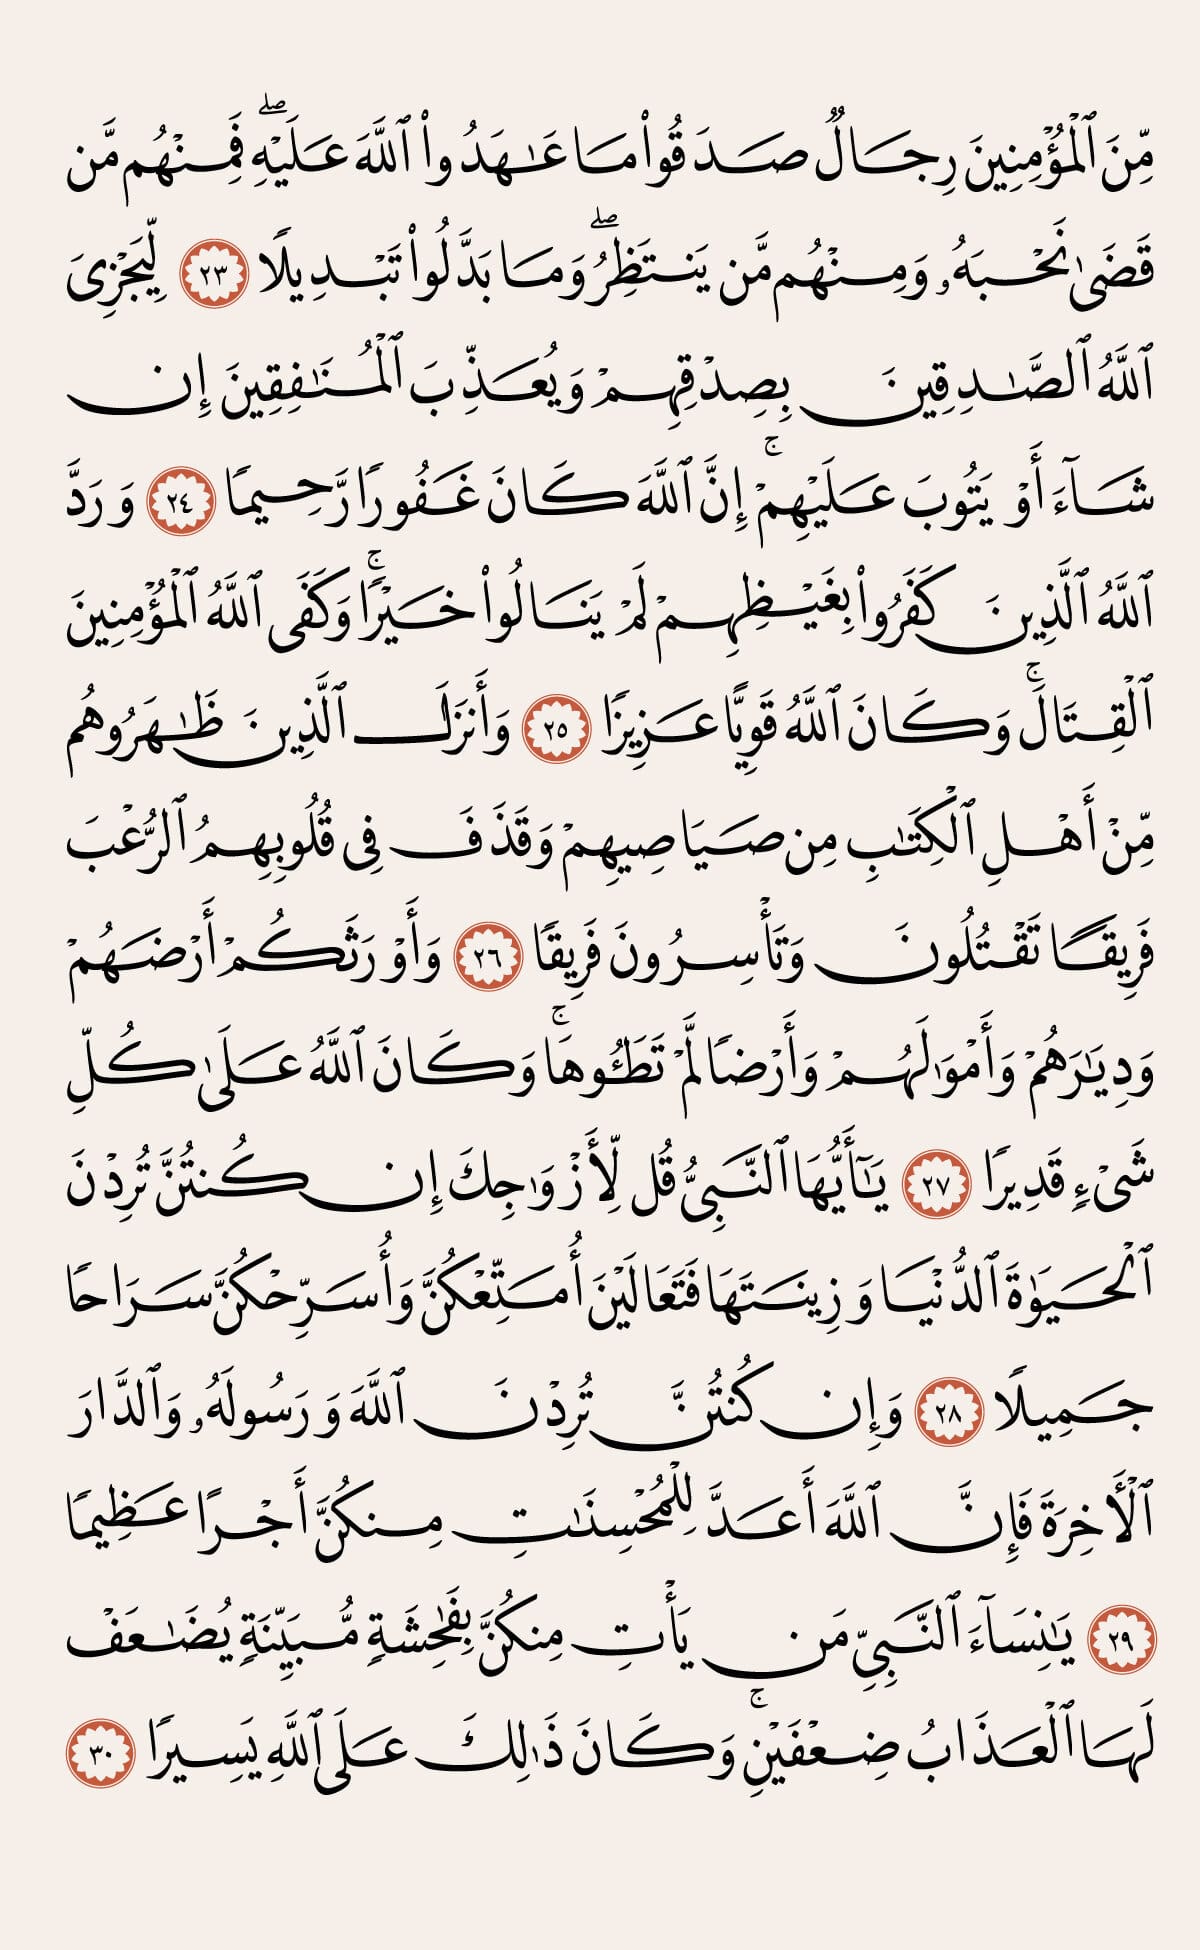 مِّنَ ٱلْمُؤْمِنِينَ رِجَالٌ صَدَقُوا۟ مَا عَـٰهَدُوا۟ ٱللَّهَ عَلَيْهِ ۖ فَمِنْهُم مَّن
قَضَىٰ نَحْبَهُۥ وَمِنْهُم مَّن يَنتَظِرُ ۖ وَمَا بَدَّلُوا۟ تَبْدِيلًا ٢٣ لِّيَجْزِىَ
ٱللَّهُ ٱلصَّـٰدِقِينَ بِصِدْقِهِمْ وَيُعَذِّبَ ٱلْمُنَـٰفِقِينَ إِن
شَآءَ أَوْ يَتُوبَ عَلَيْهِمْ ۚ إِنَّ ٱللَّهَ كَانَ غَفُورًا رَّحِيمًا ٢٤ وَرَدَّ
ٱللَّهُ ٱلَّذِينَ كَفَرُوا۟ بِغَيْظِهِمْ لَمْ يَنَالُوا۟ خَيْرًا ۚ وَكَفَى ٱللَّهُ ٱلْمُؤْمِنِينَ
ٱلْقِتَالَ ۚ وَكَانَ ٱللَّهُ قَوِيًّا عَزِيزًا ٢٥ وَأَنزَلَ ٱلَّذِينَ ظَـٰهَرُوهُم
مِّنْ أَهْلِ ٱلْكِتَـٰبِ مِن صَيَاصِيهِمْ وَقَذَفَ فِى قُلُوبِهِمُ ٱلرُّعْبَ
فَرِيقًا تَقْتُلُونَ وَتَأْسِرُونَ فَرِيقًا ٢٦ وَأَوْرَثَكُمْ أَرْضَهُمْ
وَدِيَـٰرَهُمْ وَأَمْوَٰلَهُمْ وَأَرْضًا لَّمْ تَطَـُٔوهَا ۚ وَكَانَ ٱللَّهُ عَلَىٰ كُلِّ
شَىْءٍ قَدِيرًا ٢٧ يَـٰٓأَيُّهَا ٱلنَّبِىُّ قُل لِّأَزْوَٰجِكَ إِن كُنتُنَّ تُرِدْنَ
ٱلْحَيَوٰةَ ٱلدُّنْيَا وَزِينَتَهَا فَتَعَالَيْنَ أُمَتِّعْكُنَّ وَأُسَرِّحْكُنَّ سَرَاحًا
جَمِيلًا ٢٨ وَإِن كُنتُنَّ تُرِدْنَ ٱللَّهَ وَرَسُولَهُۥ وَٱلدَّارَ
ٱلْـَٔاخِرَةَ فَإِنَّ ٱللَّهَ أَعَدَّ لِلْمُحْسِنَـٰتِ مِنكُنَّ أَجْرًا عَظِيمًا
٢٩ يَـٰنِسَآءَ ٱلنَّبِىِّ مَن يَأْتِ مِنكُنَّ بِفَـٰحِشَةٍ مُّبَيِّنَةٍ يُضَـٰعَفْ
لَهَا ٱلْعَذَابُ ضِعْفَيْنِ ۚ وَكَانَ ذَٰلِكَ عَلَى ٱللَّهِ يَسِيرًا ٣٠